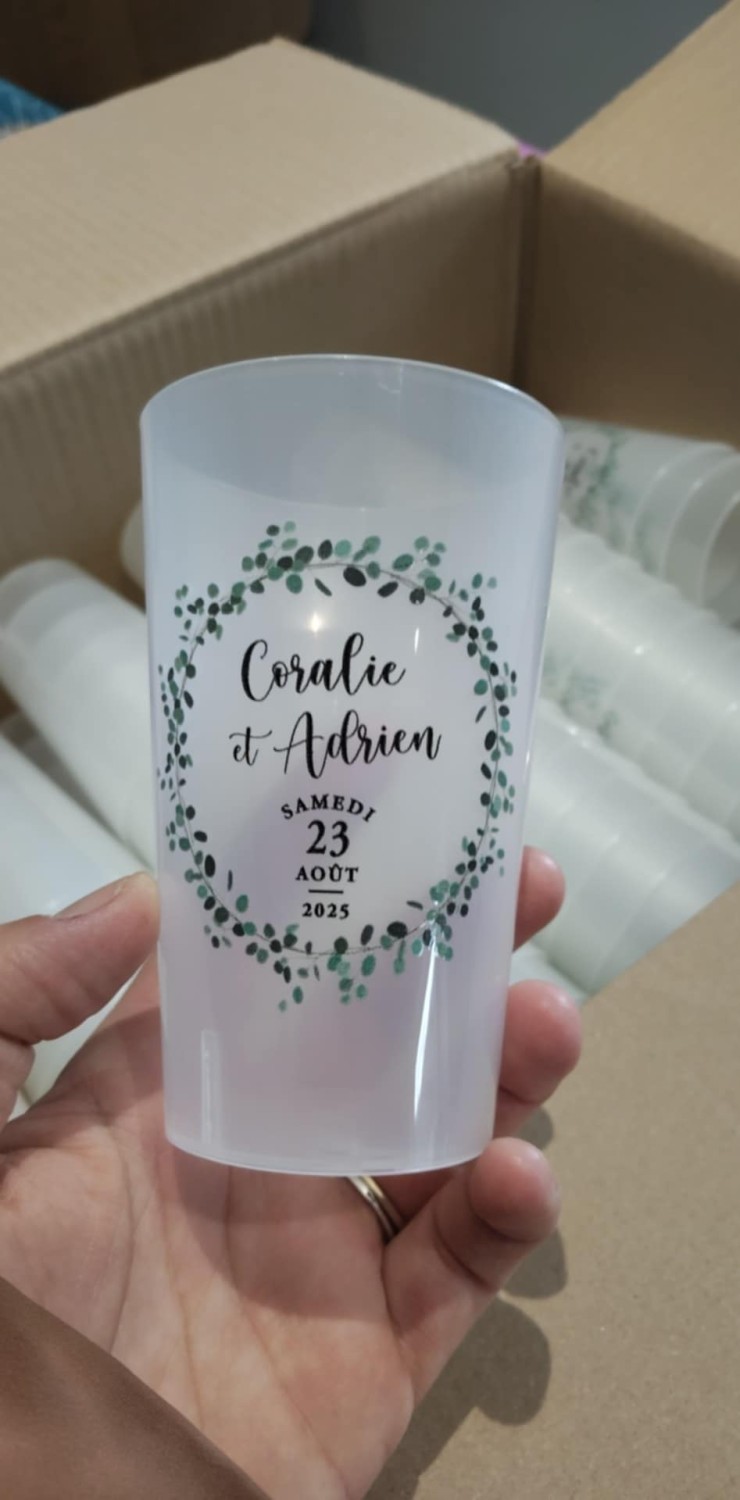 Coralie
et Adrien
SAMEDI
23
AOÛT
2025